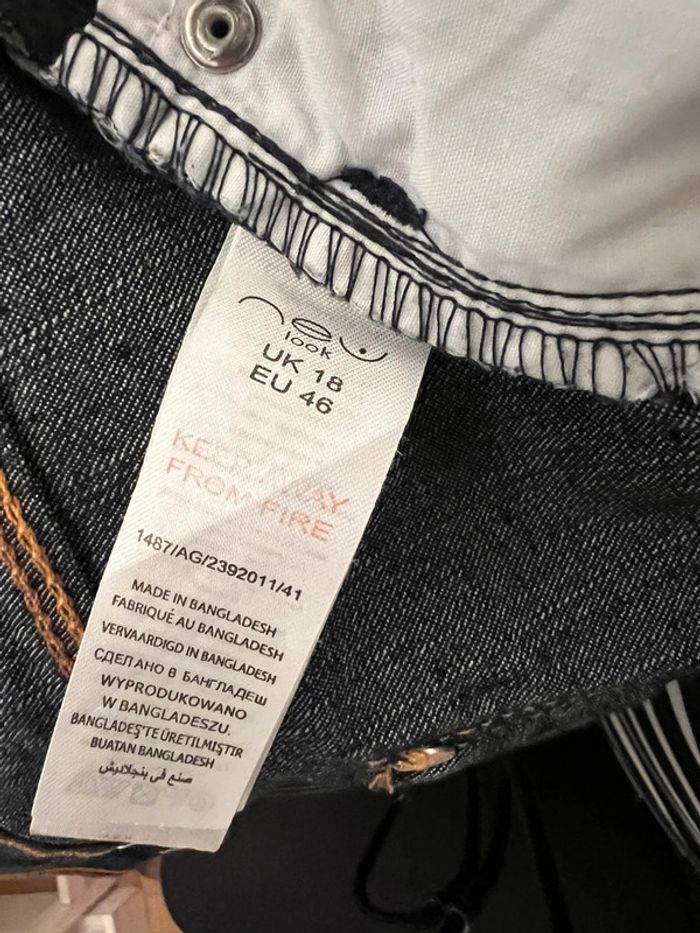 new
look
UK 18
EU 46
KEEP AWAY
FROM FIRE
1487/AG/2392011/41
MADE IN BANGLADESH
FABRIQUÉ AU BANGLADESH
VERVAARDIGD IN BANGLADESH
СДЕЛАНО В БАНГЛАДЕШ
WYPRODUKOWANO
W BANGLADESZU.
BANGLADEŞ'TE ÜRETILMIŞTIR
BUATAN BANGLADESH
صنع في بنجلاديش